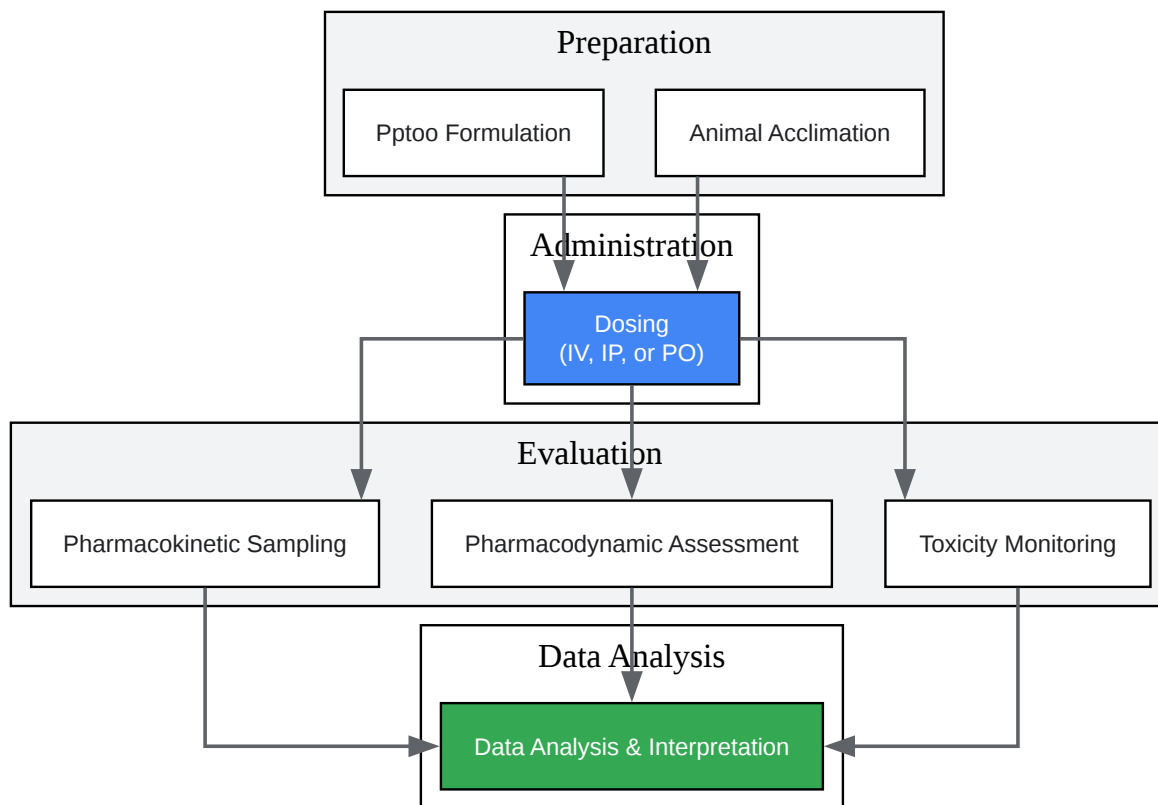 Preparation
Pptoo Formulation
Animal Acclimation
Administration
Dosing
(IV, IP, or PO)
Evaluation
Pharmacokinetic Sampling
Pharmacodynamic Assessment
Toxicity Monitoring
Data Analysis
Data Analysis & Interpretation